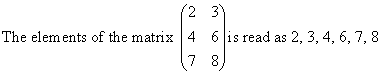 2 3
The elements of the matrix 4 6 is read as 2, 3, 4, 6, 7, 8
7 8